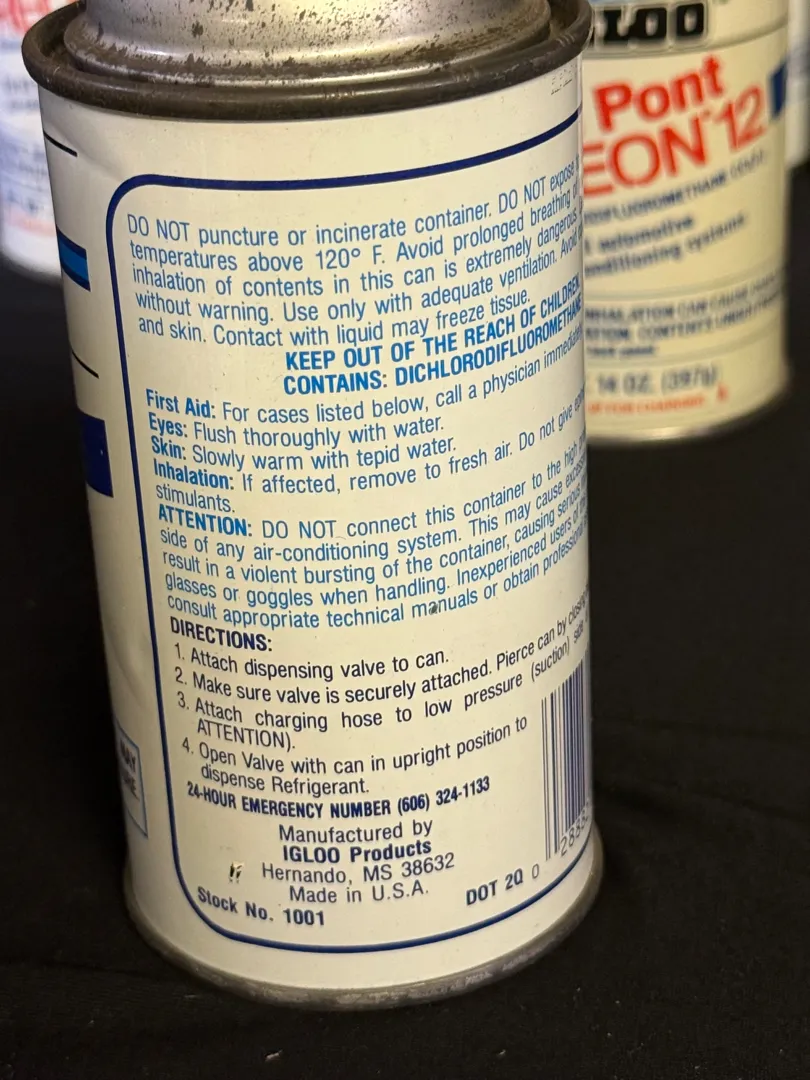 DO NOT puncture or incinerate container. DO NOT expose
temperatures above 120° F. Avoid prolonged breathing
inhalation of contents in this can is extremely dangerous
without warning. Use only with adequate ventilation. Avoid
and skin. Contact with liquid may freeze tissue.
KEEP OUT OF THE REACH OF CHILDREN
CONTAINS: DICHLORODIFLUOROMETHANE
First Aid: For cases listed below, call a physician
Eyes: Flush thoroughly with water.
Skin: Slowly warm with tepid water.
Inhalation: If affected, remove to fresh air. Do not give
stimulants.
ATTENTION: DO NOT connect this container to the high
side of any air-conditioning system. This may cause
result in a violent bursting of the container, causing serious
glasses or goggles when handling. Inexperienced users
consult appropriate technical manuals or obtain professional
DIRECTIONS:
1. Attach dispensing valve to can.
2. Make sure valve is securely attached. Pierce can by closing
3. Attach charging hose to low pressure (suction) side
ATTENTION).
4. Open Valve with can in upright position to
dispense Refrigerant.
24-HOUR EMERGENCY NUMBER (606) 324-1133
Manufactured by
IGLOO Products
Hernando, MS 38632
Made in U.S.A.
Stock No. 1001
DOT 2Q
0
IGLOO
Pont
EON 12
automotive
systems
14 OZ. (397g)